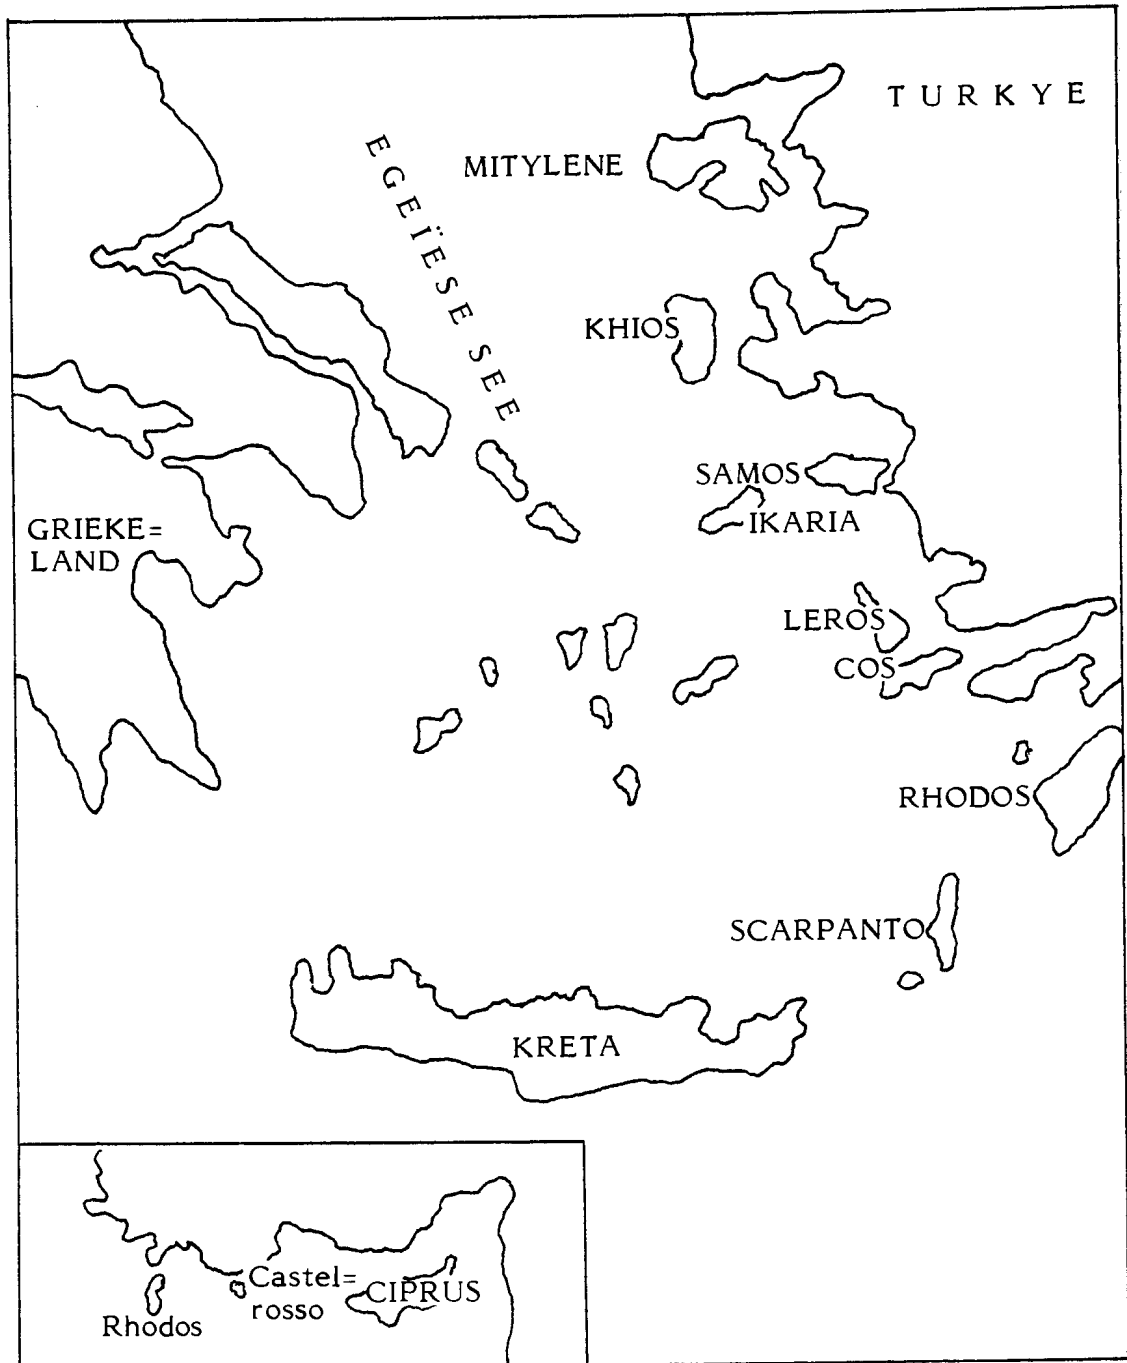 TURKYE
EGEÏESE SEE
MITYLENE
KHIOS
SAMOS
IKARIA
GRIEKE=
LAND
LEROS
COS
RHODOS
SCARPANTO
KRETA
Castel=
rosso
CIPRUS
Rhodos